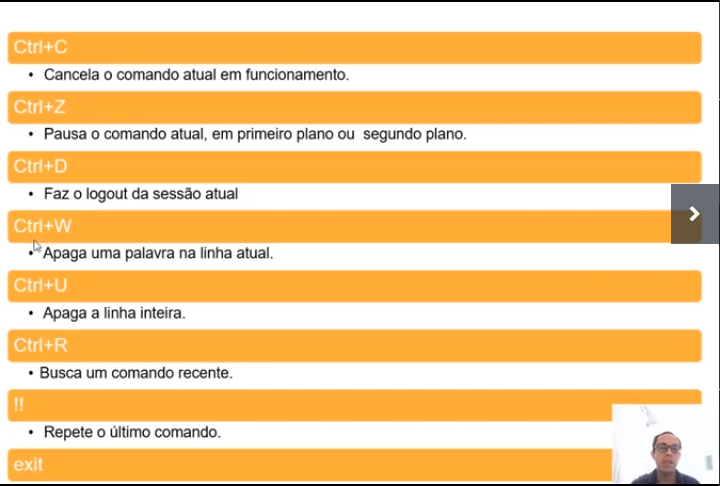 Ctrl+C
• Cancela o comando atual em funcionamento.
Ctrl+Z
• Pausa o comando atual, em primeiro plano ou segundo plano.
Ctrl+D
• Faz o logout da sessão atual
Ctrl+W
• Apaga uma palavra na linha atual.
Ctrl+U
• Apaga a linha inteira.
Ctrl+R
• Busca um comando recente.
!!
• Repete o último comando.
exit